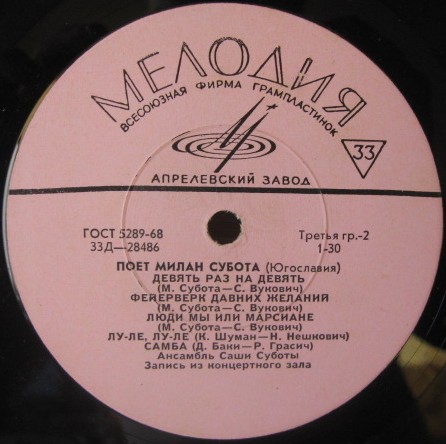 МЕЛОДИЯ
ВСЕСОЮЗНАЯ ФИРМА ГРАМПЛАСТИНОК
33
АПРЕЛЕВСКИЙ ЗАВОД
ГОСТ 5289-68
Третья гр.-2
33Д—28486
1-30
ПОЕТ МИЛАН СУБОТА (Югославия)
ДЕВЯТЬ РАЗ НА ДЕВЯТЬ
(М. Субота—С. Вукович)
ФЕЙЕРВЕРК ДАВНИХ ЖЕЛАНИЙ
(М. Субота—С. Вукович)
ЛЮДИ МЫ ИЛИ МАРСИАНЕ
(М. Субота—С. Вукович)
ЛУ-ЛЕ, ЛУ-ЛЕ (К. Шуман—Н. Нешкович)
САМБА (Д. Баки—Р. Грасич)
Ансамбль Саши Суботы
Запись из концертного зала